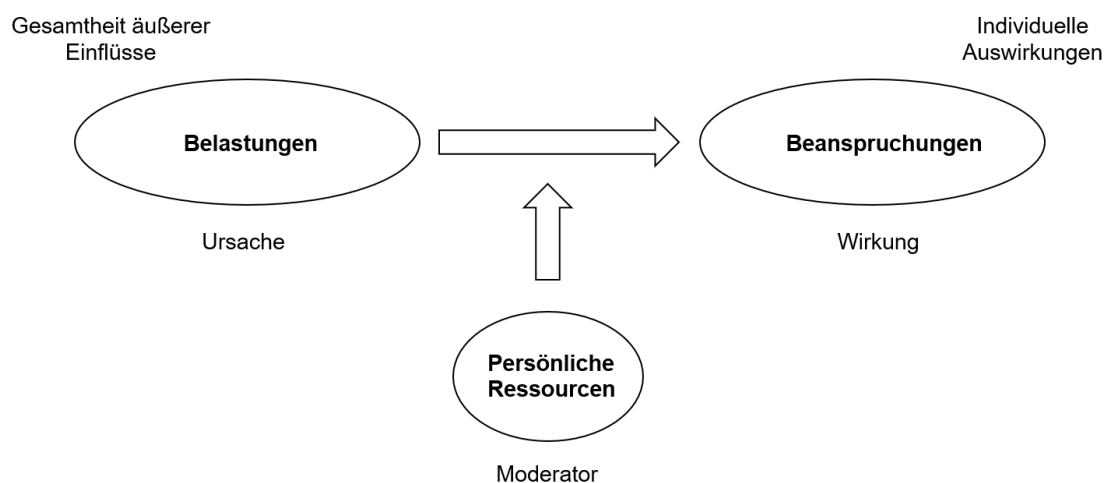 Gesamtheit äußerer
Einflüsse
Individuelle
Auswirkungen
Belastungen
Beanspruchungen
Ursache
Wirkung
Persönliche
Ressourcen
Moderator